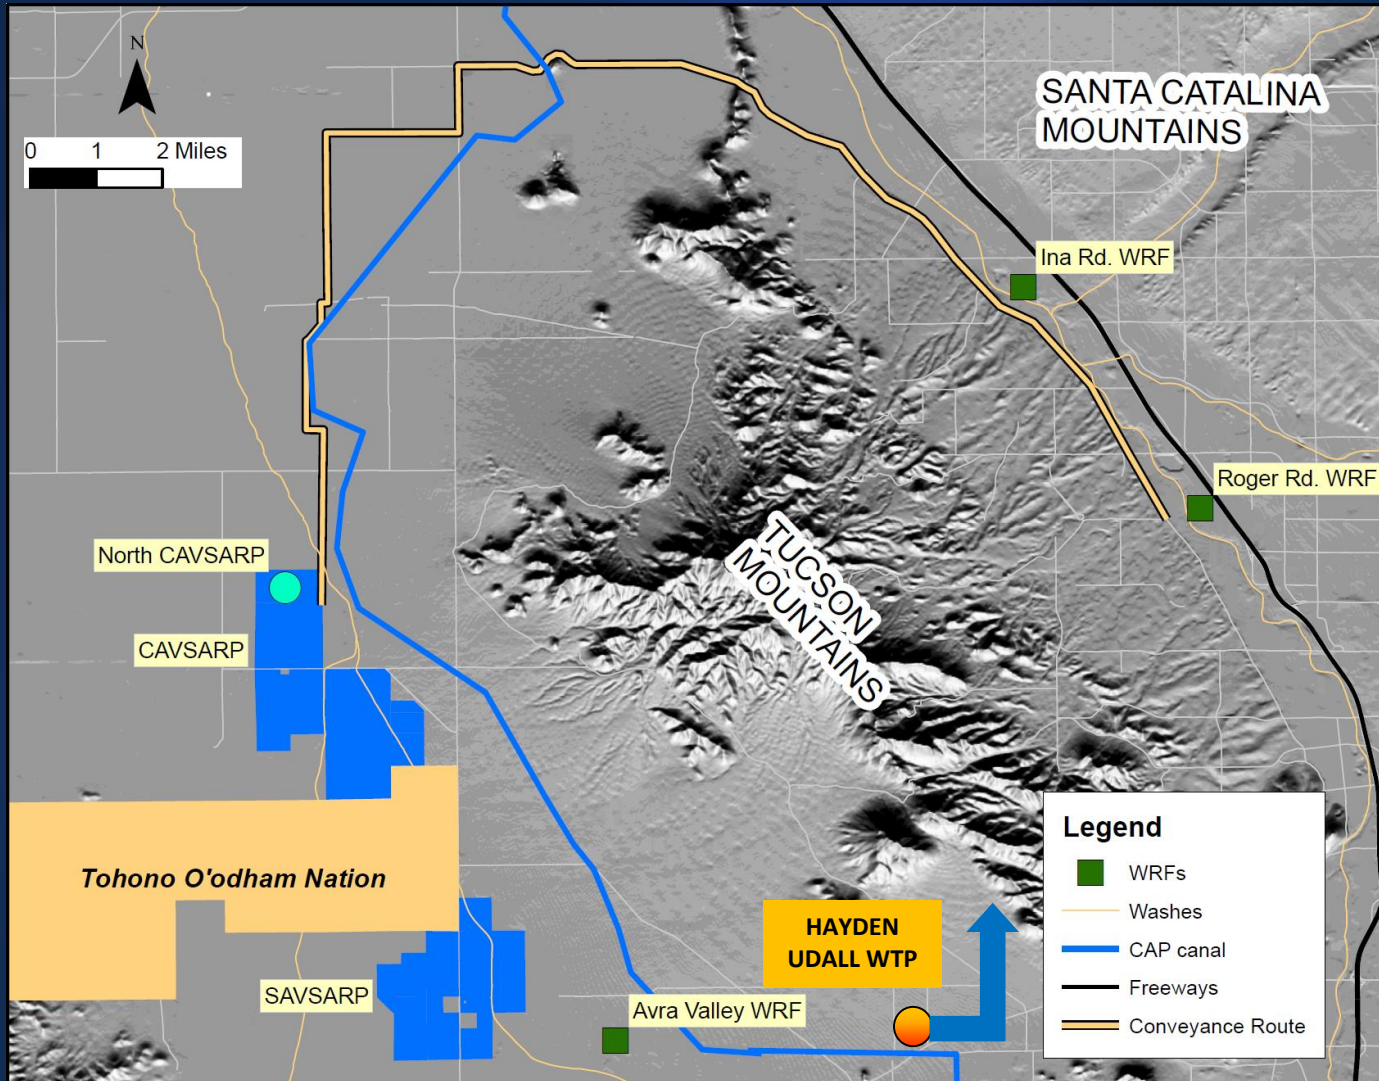 N
0 1 2 Miles
SANTA CATALINA
MOUNTAINS
Ina Rd. WRF
Roger Rd. WRF
North CAVSARP
TUCSON
MOUNTAINS
CAVSARP
Tohono O'odham Nation
SAVSARP
Avra Valley WRF
HAYDEN
UDALL WTP
Legend
WRFs
Washes
CAP canal
Freeways
Conveyance Route